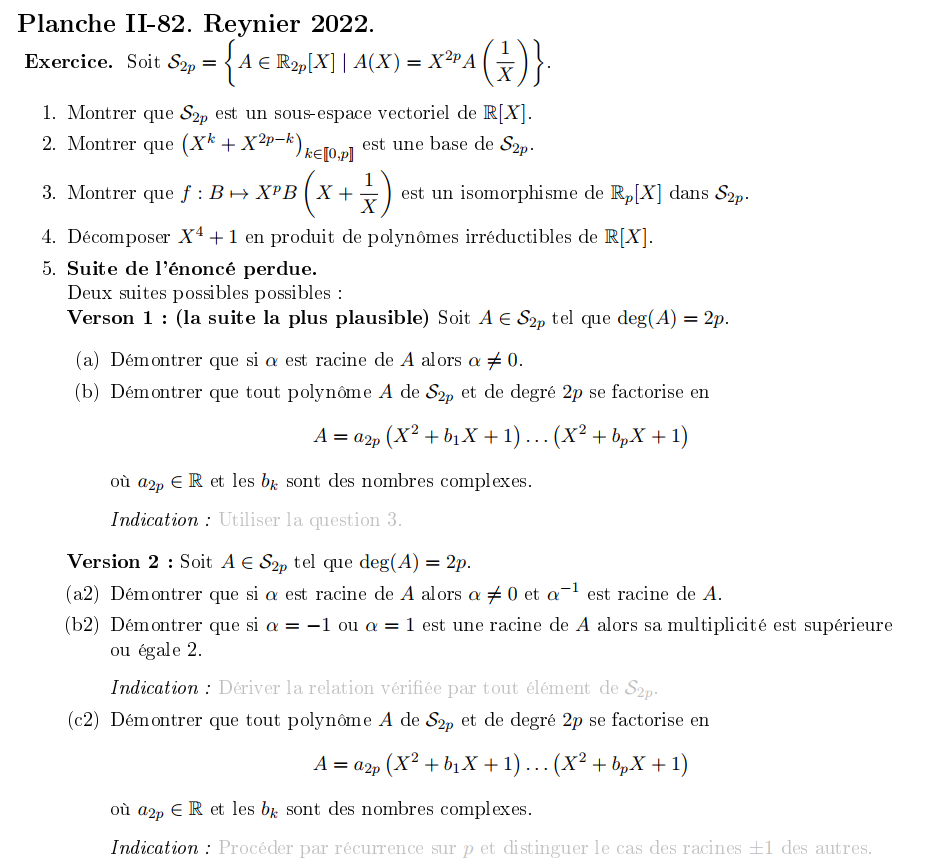 Planche II-82. Reynier 2022.
Exercice. Soit $\mathcal{S}_{2p} = \left\{ A \in \mathbb{R}_{2p}[X] \mid A(X) = X^{2p} A\left(\frac{1}{X}\right) \right\}$.
1. Montrer que $\mathcal{S}_{2p}$ est un sous-espace vectoriel de $\mathbb{R}[X]$.
2. Montrer que $\left(X^k + X^{2p-k}\right)_{k \in [\![0,p]\!]}$ est une base de $\mathcal{S}_{2p}$.
3. Montrer que $f : B \mapsto X^p B\left(X + \frac{1}{X}\right)$ est un isomorphisme de $\mathbb{R}_p[X]$ dans $\mathcal{S}_{2p}$.
4. Décomposer $X^4 + 1$ en produit de polynômes irréductibles de $\mathbb{R}[X]$.
5. Suite de l'énoncé perdue.
Deux suites possibles possibles :
Verson 1 : (la suite la plus plausible) Soit $A \in \mathcal{S}_{2p}$ tel que $\deg(A) = 2p$.
(a) Démontrer que si $\alpha$ est racine de $A$ alors $\alpha \neq 0$.
(b) Démontrer que tout polynôme $A$ de $\mathcal{S}_{2p}$ et de degré $2p$ se factorise en
$A = a_{2p} \left(X^2 + b_1 X + 1\right) \ldots \left(X^2 + b_p X + 1\right)$
où $a_{2p} \in \mathbb{R}$ et les $b_k$ sont des nombres complexes.
Indication : Utiliser la question 3.
Version 2 : Soit $A \in \mathcal{S}_{2p}$ tel que $\deg(A) = 2p$.
(a2) Démontrer que si $\alpha$ est racine de $A$ alors $\alpha \neq 0$ et $\alpha^{-1}$ est racine de $A$.
(b2) Démontrer que si $\alpha = -1$ ou $\alpha = 1$ est une racine de $A$ alors sa multiplicité est supérieure
ou égale 2.
Indication : Dériver la relation vérifiée par tout élément de $\mathcal{S}_{2p}$.
(c2) Démontrer que tout polynôme $A$ de $\mathcal{S}_{2p}$ et de degré $2p$ se factorise en
$A = a_{2p} \left(X^2 + b_1 X + 1\right) \ldots \left(X^2 + b_p X + 1\right)$
où $a_{2p} \in \mathbb{R}$ et les $b_k$ sont des nombres complexes.
Indication : Procéder par récurrence sur $p$ et distinguer le cas des racines $\pm 1$ des autres.